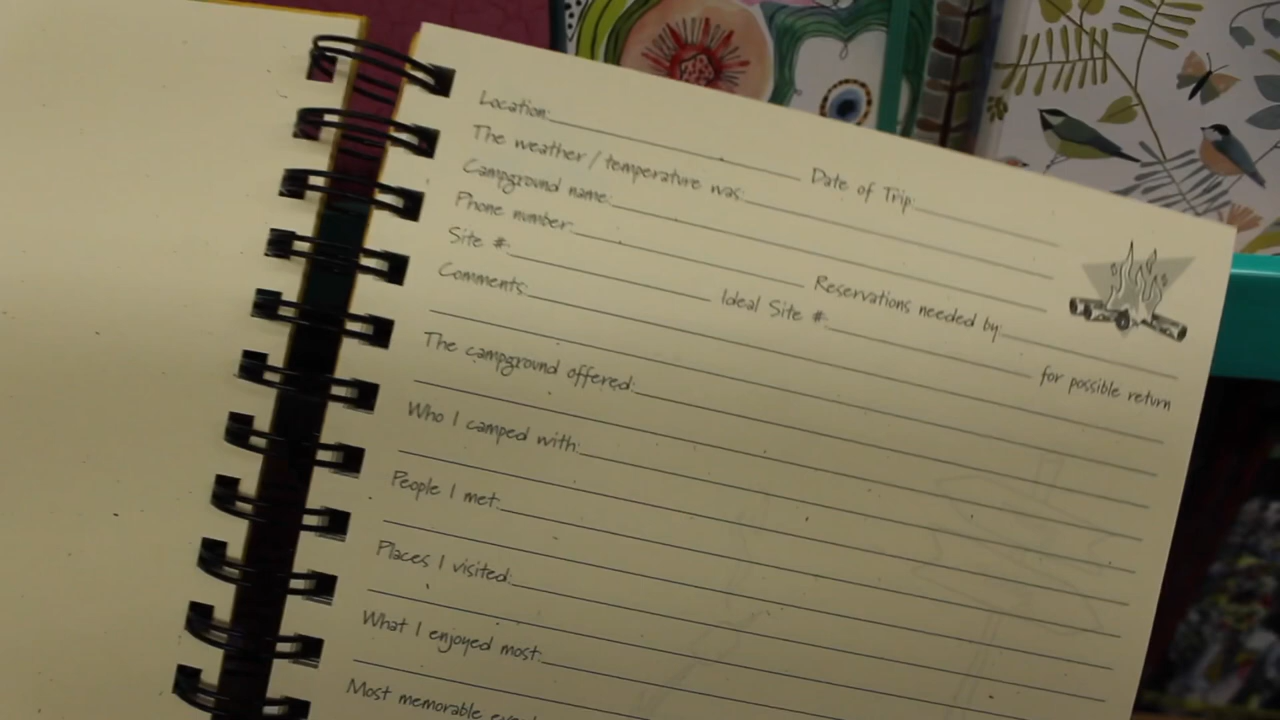 Location: Date of Trip:
The weather / temperature was:
Campground name:
Phone number: Reservations needed by:
Site #: Ideal Site #: for possible return
Comments:
The campground offered:
Who I camped with:
People I met:
Places I visited:
What I enjoyed most:
Most memorable